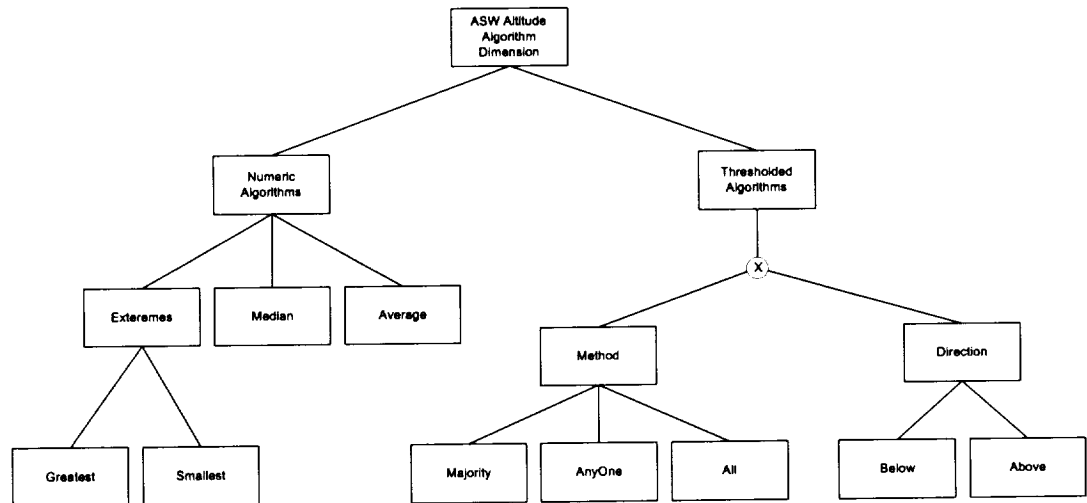 ASW Altitude
Algorithm
Dimension
Numeric
Algorithms
Thresholded
Algorithms
X
Exteremes
Median
Average
Method
Direction
Greatest
Smallest
Majority
AnyOne
All
Below
Above